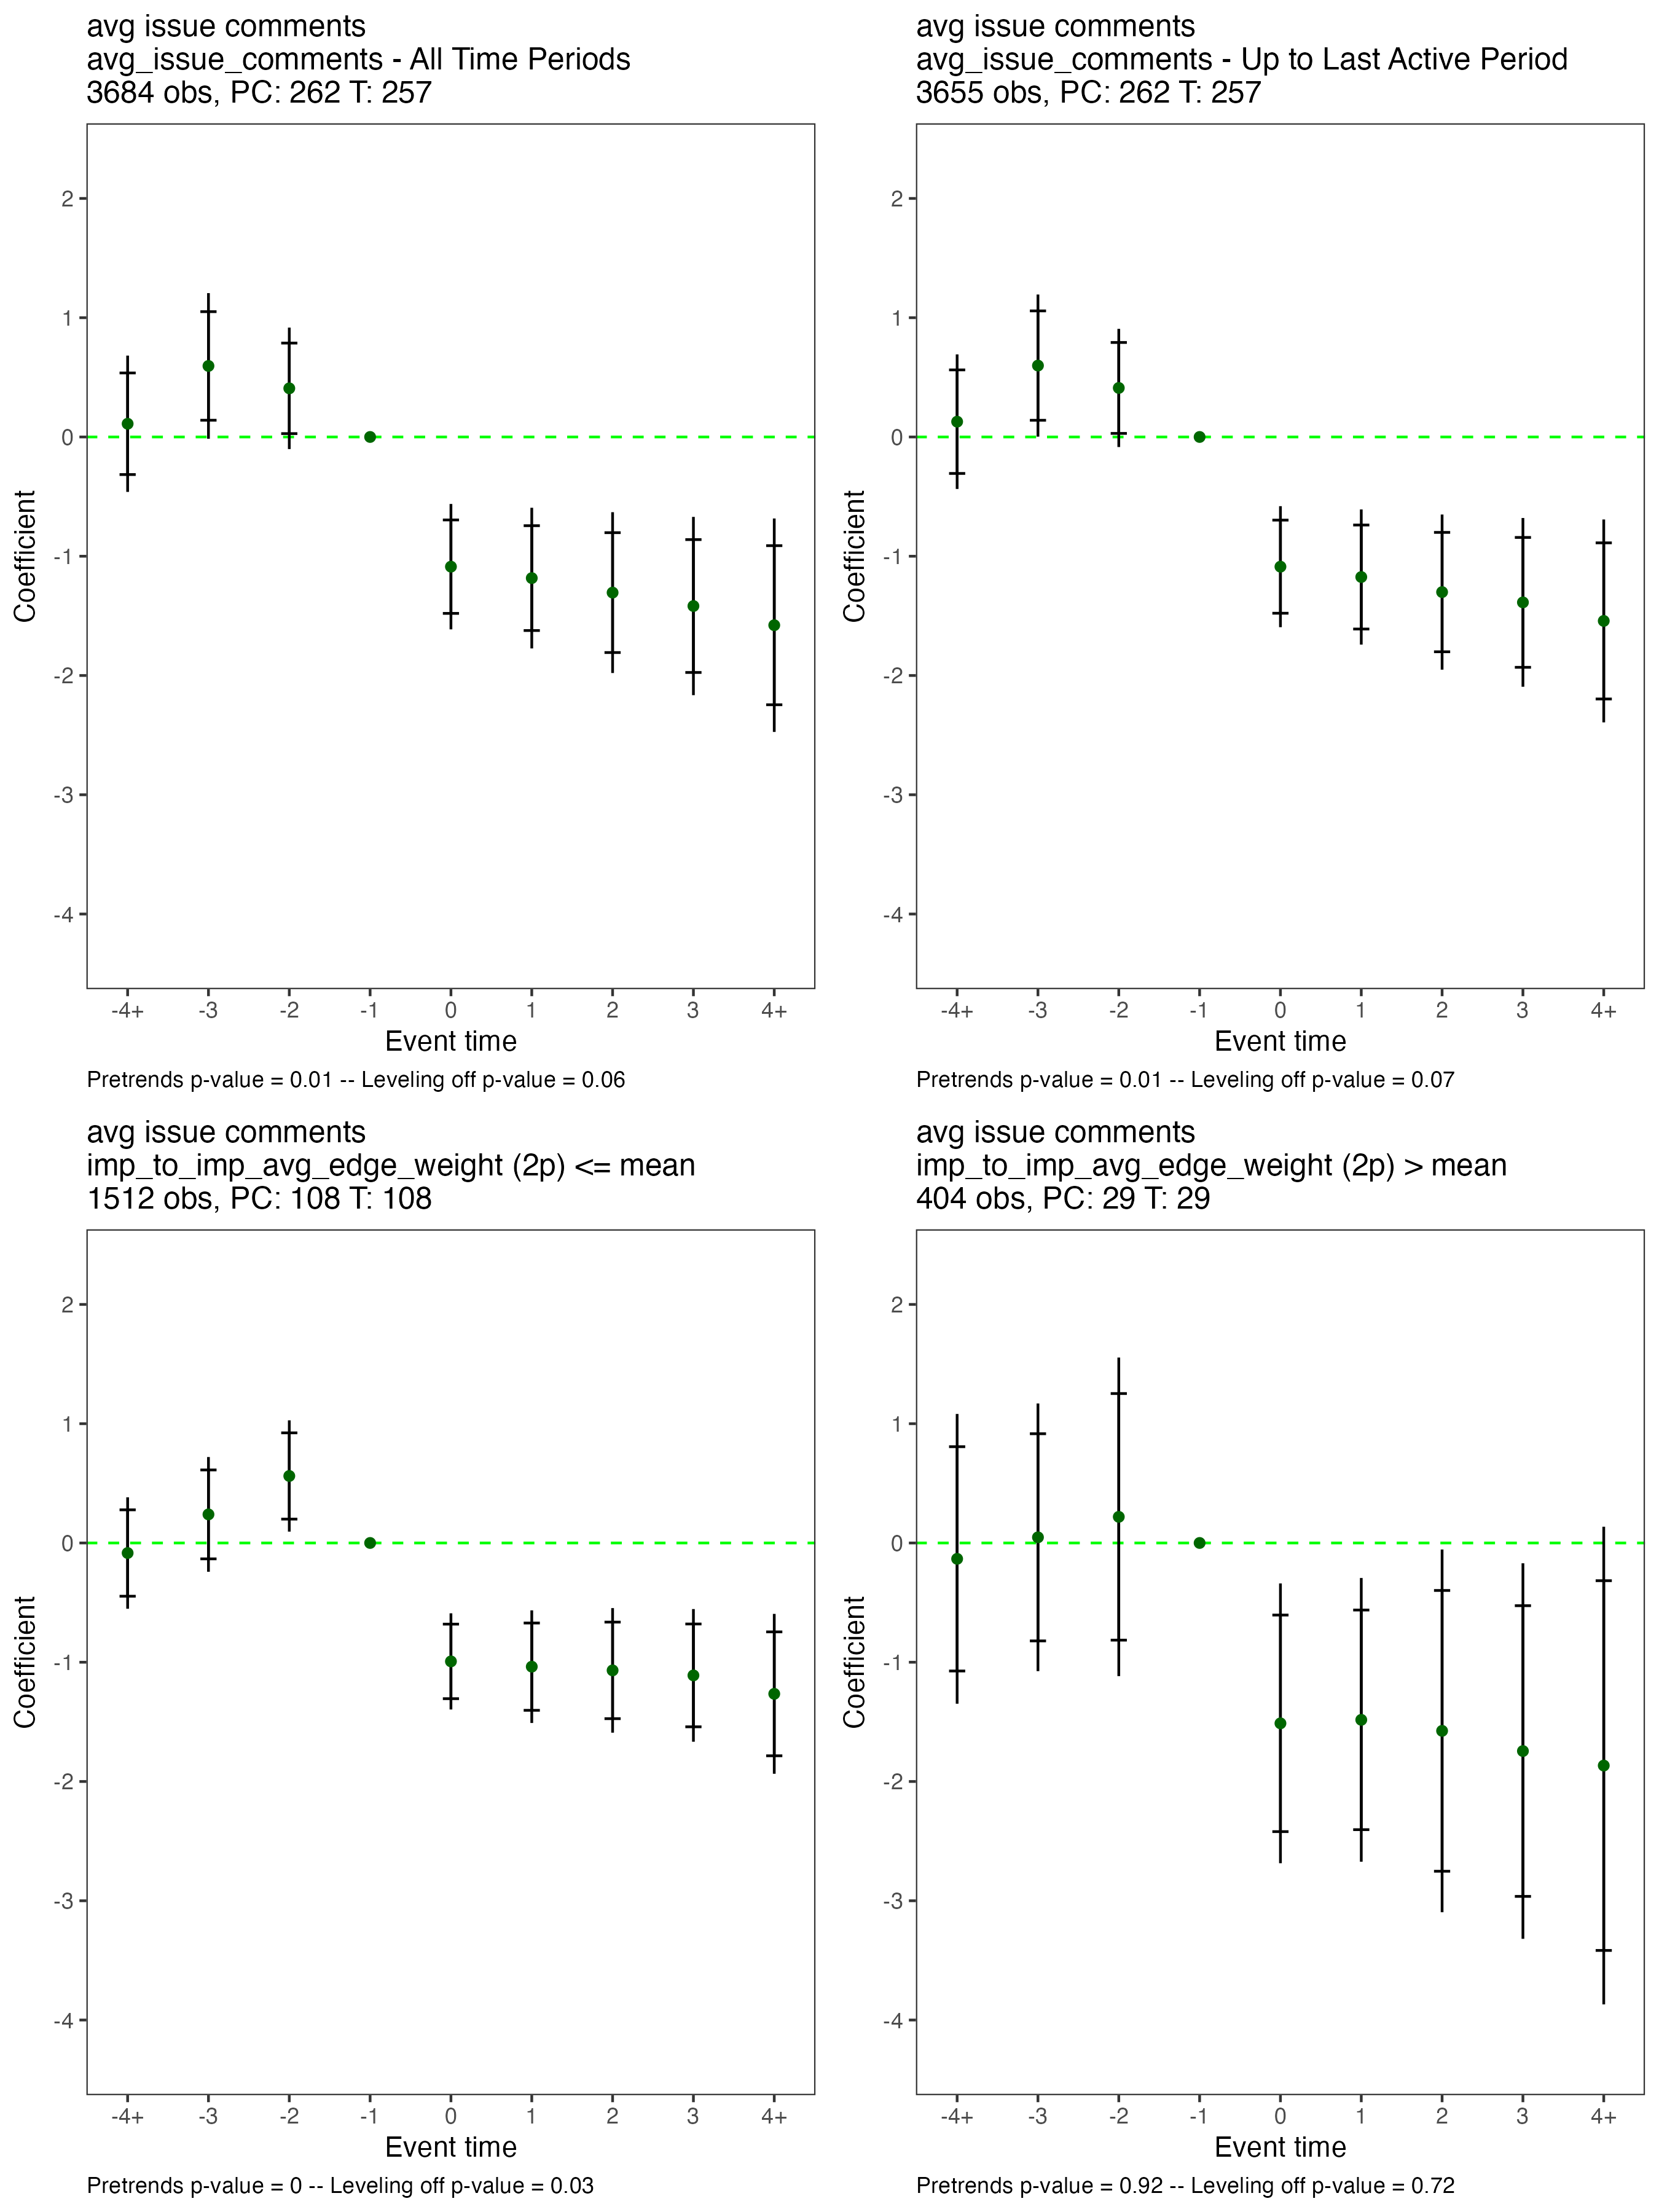 avg issue comments
avg_issue_comments - All Time Periods
3684 obs, PC: 262 T: 257
2
1
0
-1
-2
-3
-4
Coefficient
-4+ -3 -2 -1 0 1 2 3 4+
Event time
Pretrends p-value = 0.01 -- Leveling off p-value = 0.06
avg issue comments
avg_issue_comments - Up to Last Active Period
3655 obs, PC: 262 T: 257
2
1
0
-1
-2
-3
-4
Coefficient
-4+ -3 -2 -1 0 1 2 3 4+
Event time
Pretrends p-value = 0.01 -- Leveling off p-value = 0.07
avg issue comments
imp_to_imp_avg_edge_weight (2p) <= mean
1512 obs, PC: 108 T: 108
2
1
0
-1
-2
-3
-4
Coefficient
-4+ -3 -2 -1 0 1 2 3 4+
Event time
Pretrends p-value = 0 -- Leveling off p-value = 0.03
avg issue comments
imp_to_imp_avg_edge_weight (2p) > mean
404 obs, PC: 29 T: 29
2
1
0
-1
-2
-3
-4
Coefficient
-4+ -3 -2 -1 0 1 2 3 4+
Event time
Pretrends p-value = 0.92 -- Leveling off p-value = 0.72